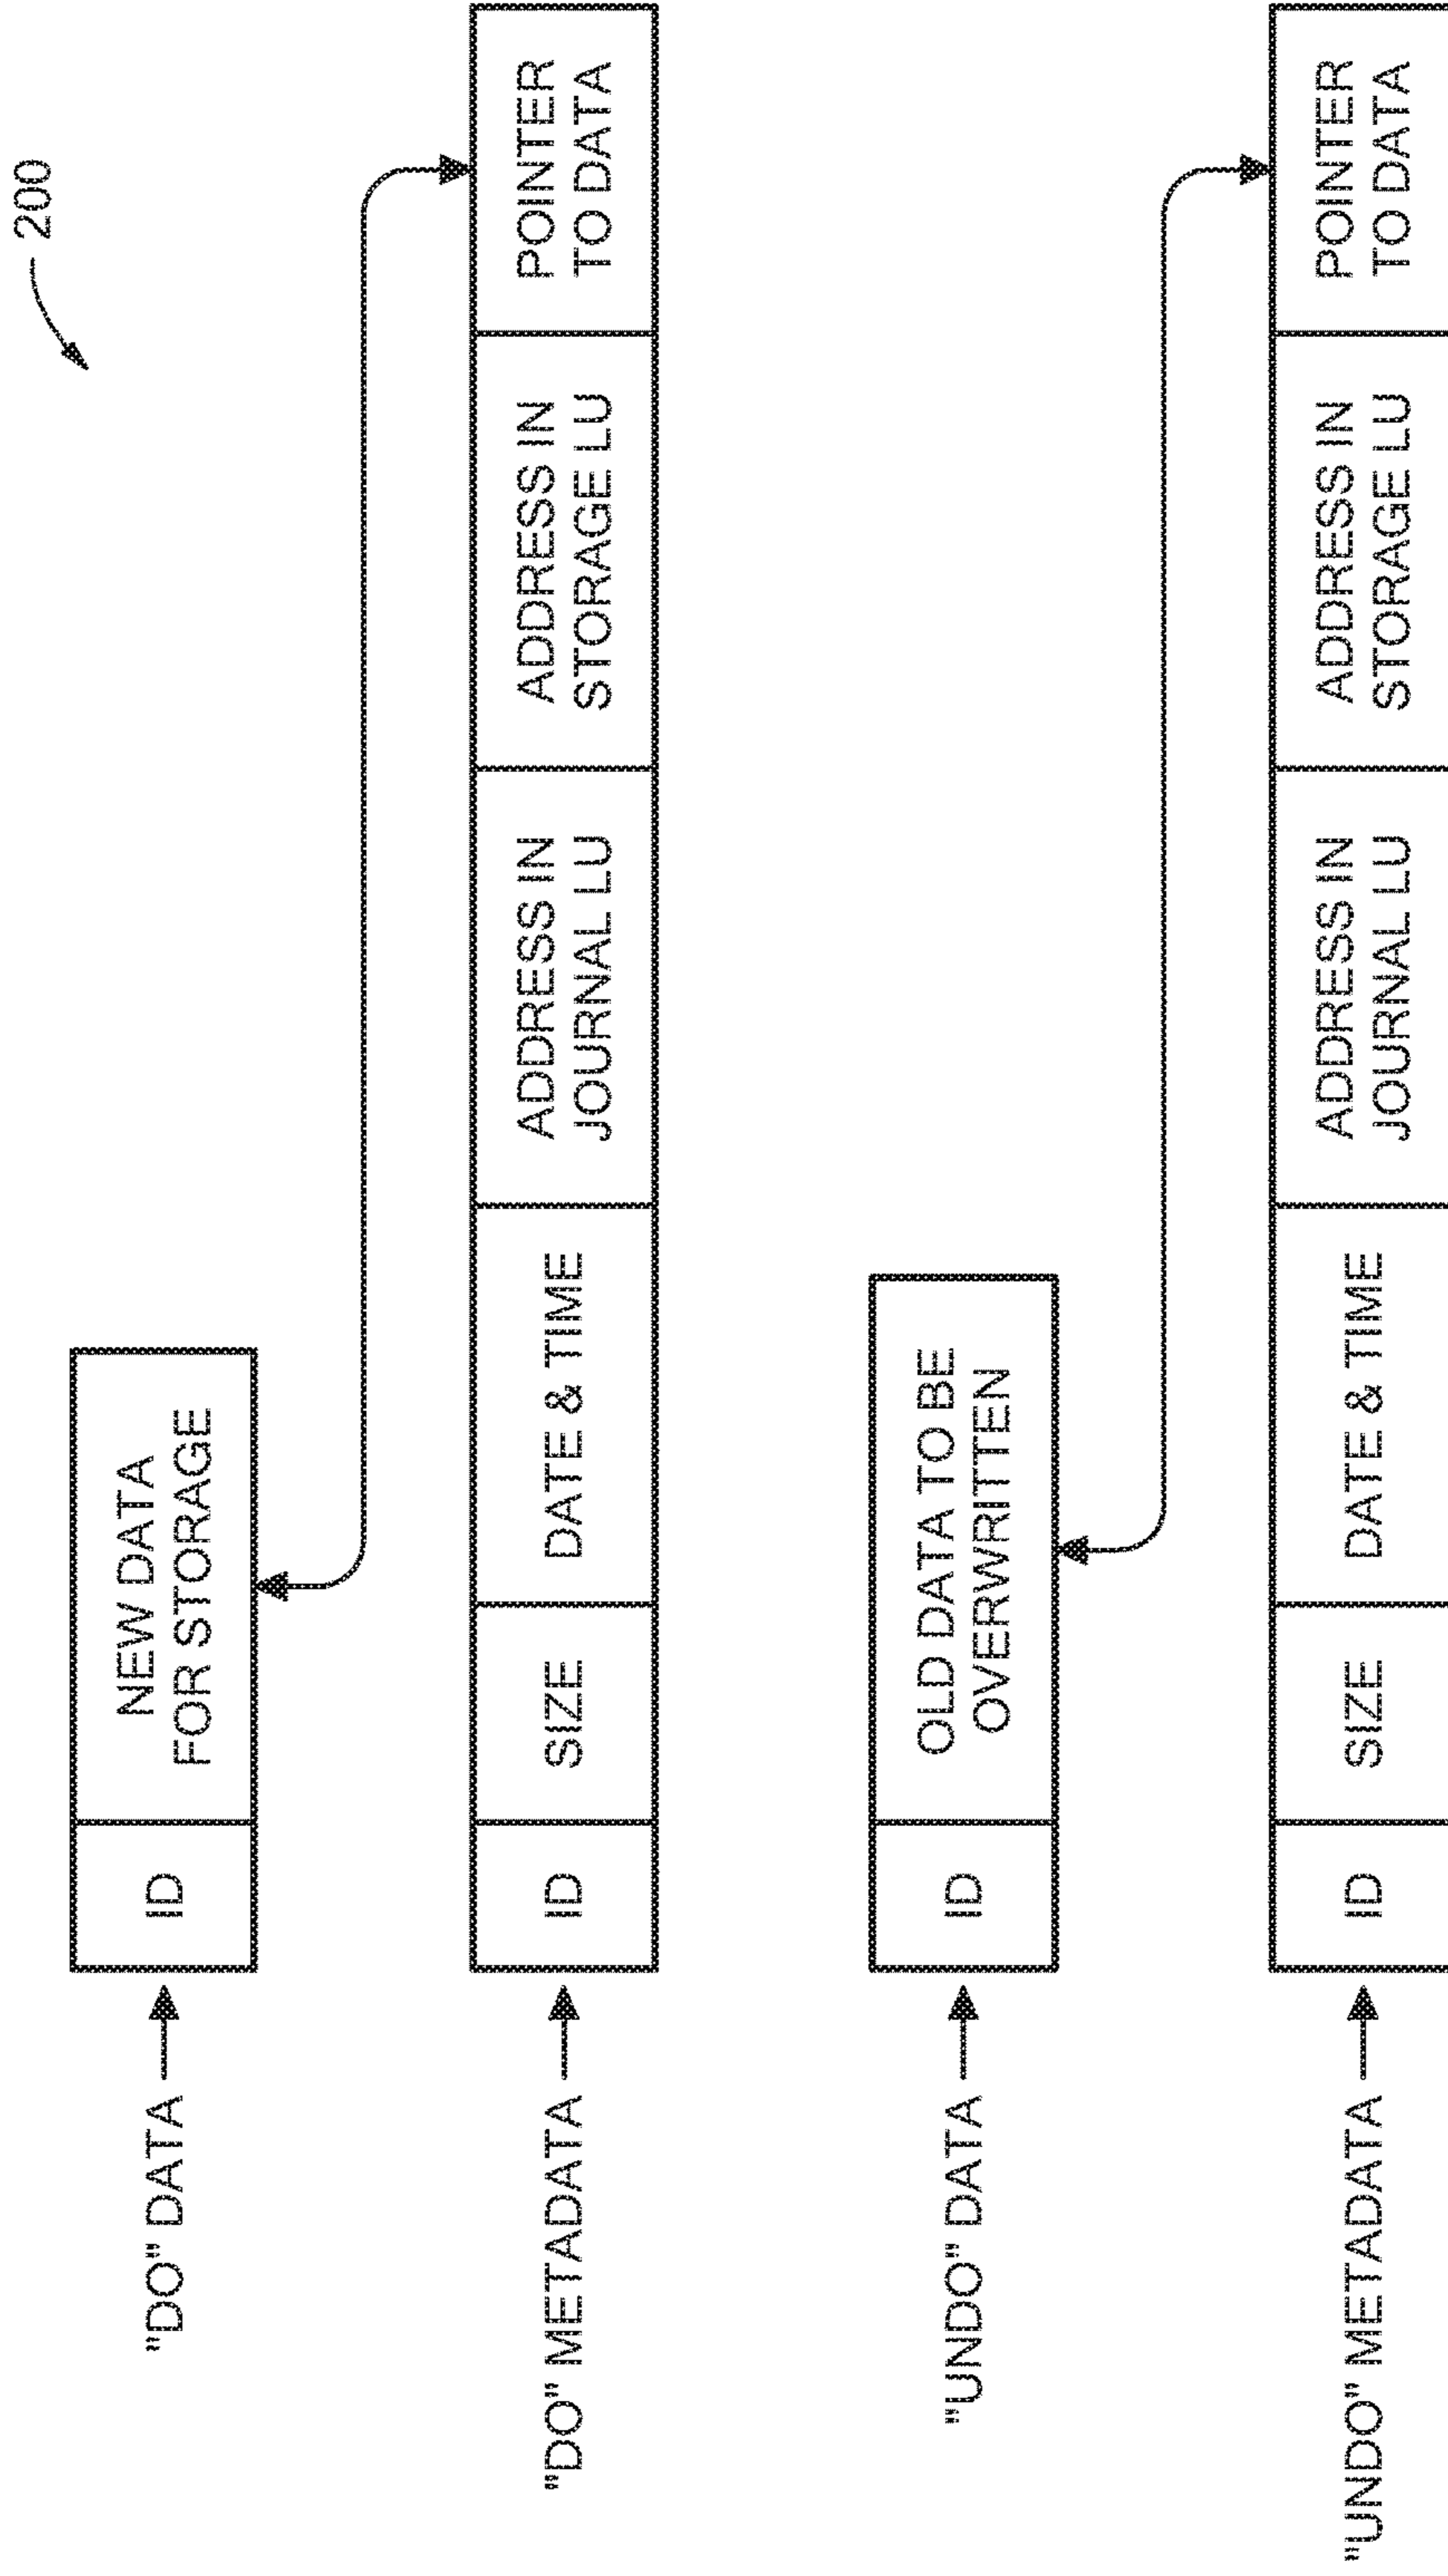 200
"DO" DATA
ID
NEW DATA
FOR STORAGE
"DO" METADATA
ID
SIZE
DATE & TIME
ADDRESS IN
JOURNAL LU
ADDRESS IN
STORAGE LU
POINTER
TO DATA
"UNDO" DATA
ID
OLD DATA TO BE
OVERWRITTEN
"UNDO" METADATA
ID
SIZE
DATE & TIME
ADDRESS IN
JOURNAL LU
ADDRESS IN
STORAGE LU
POINTER
TO DATA